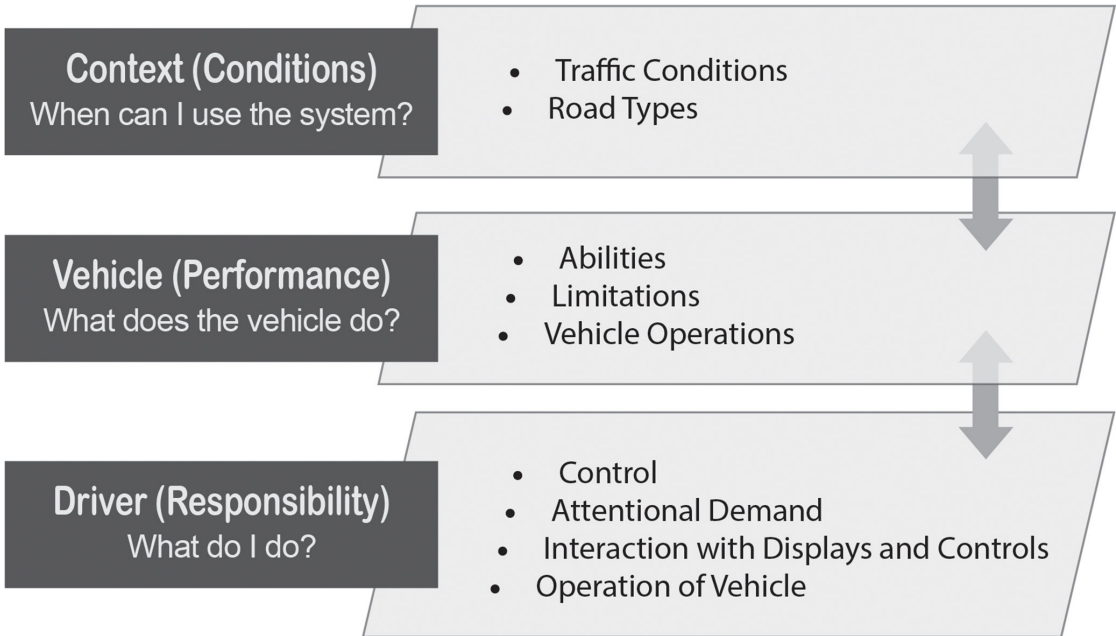 Context (Conditions)
When can I use the system?
• Traffic Conditions
• Road Types
Vehicle (Performance)
What does the vehicle do?
• Abilities
• Limitations
• Vehicle Operations
Driver (Responsibility)
What do I do?
• Control
• Attentional Demand
• Interaction with Displays and Controls
• Operation of Vehicle